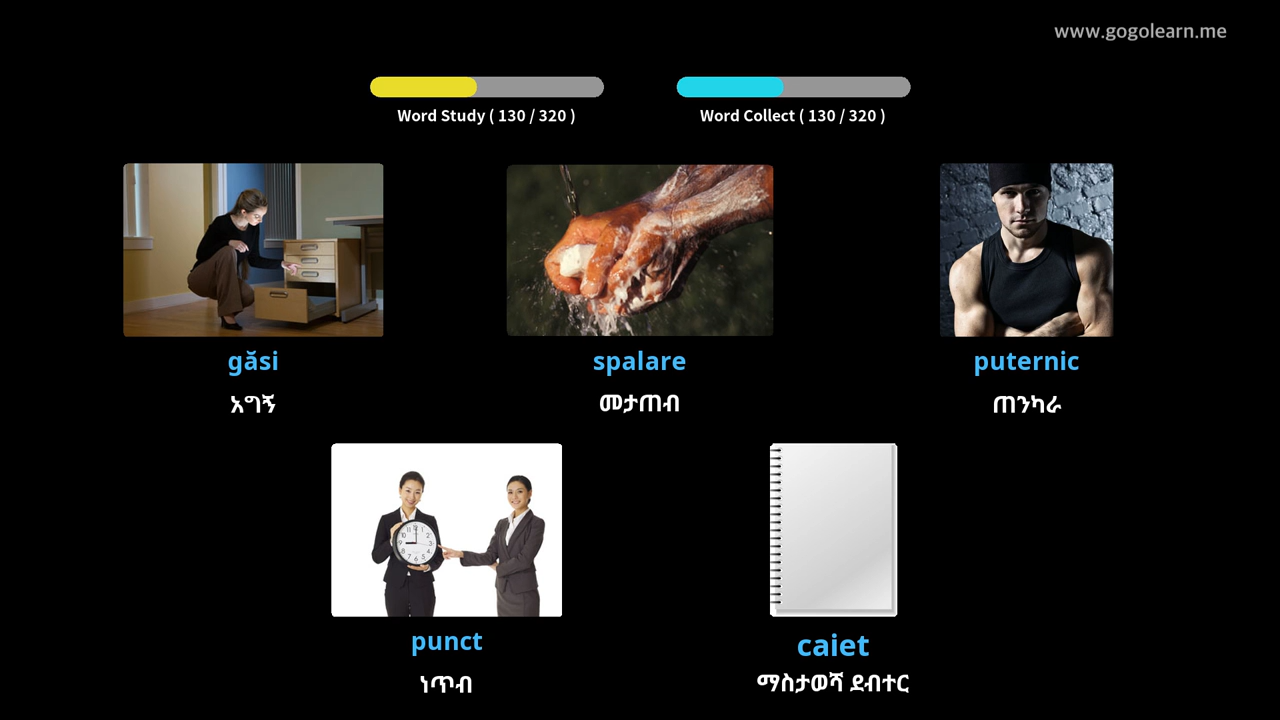 www.gogolearn.me
Word Study ( 130 / 320 )
Word Collect ( 130 / 320 )
găsi
spalare
puternic
አግኝ
መታጠብ
ጠንካራ
punct
caiet
ነጥብ
ማስታወሻ ደብተር